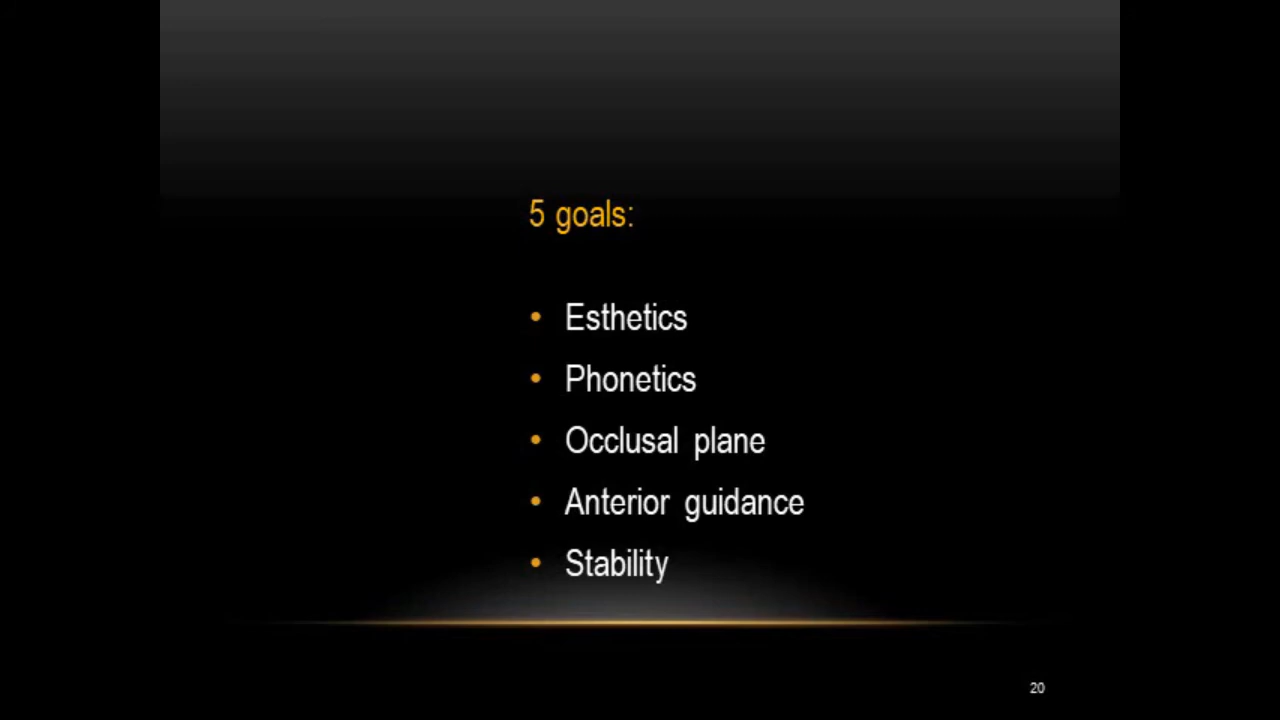 5 goals:
• Esthetics
• Phonetics
• Occlusal plane
• Anterior guidance
• Stability
20